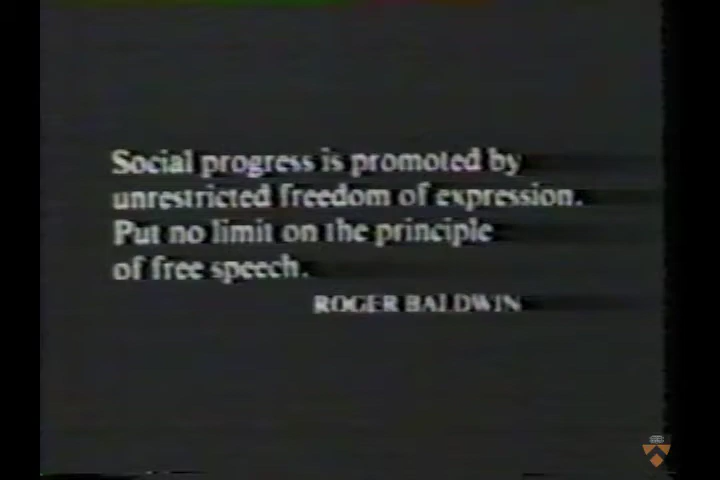 Social progress is promoted by
unrestricted freedom of expression.
Put no limit on the principle
of free speech.
ROGER BALDWIN